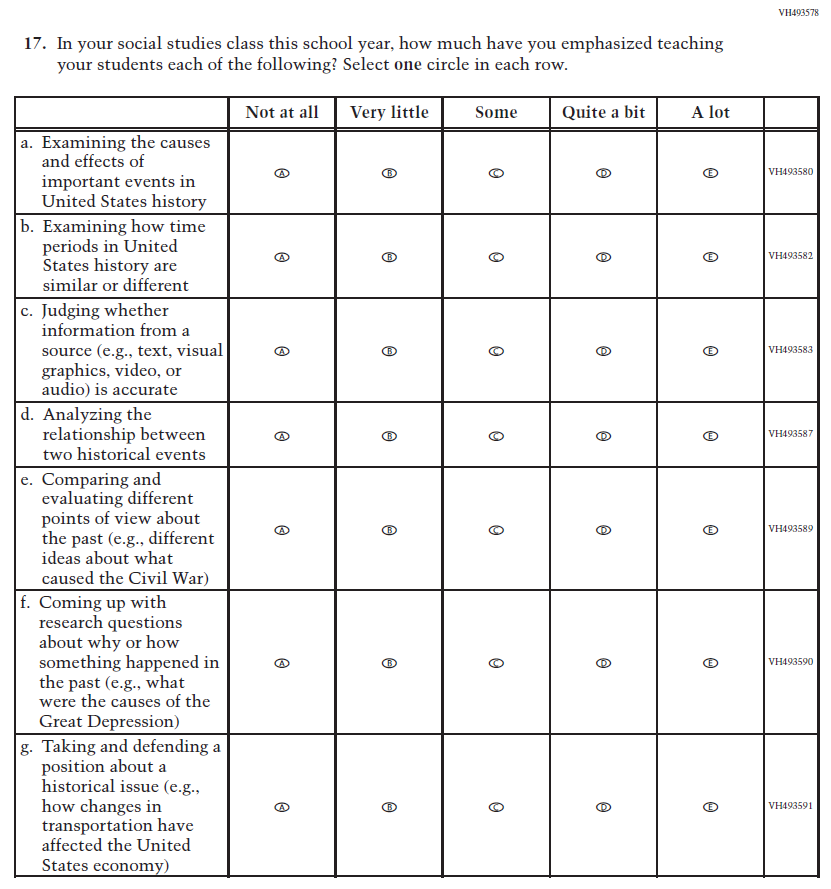 VH493578
17. In your social studies class this school year, how much have you emphasized teaching
your students each of the following? Select one circle in each row.
Not at all Very little Some Quite a bit A lot
a. Examining the causes
and effects of
important events in
United States history
A B C D E VH493580
b. Examining how time
periods in United
States history are
similar or different
A B C D E VH493582
c. Judging whether
information from a
source (e.g., text, visual
graphics, video, or
audio) is accurate
A B C D E VH493583
d. Analyzing the
relationship between
two historical events
A B C D E VH493587
e. Comparing and
evaluating different
points of view about
the past (e.g., different
ideas about what
caused the Civil War)
A B C D E VH493589
f. Coming up with
research questions
about why or how
something happened in
the past (e.g., what
were the causes of the
Great Depression)
A B C D E VH493590
g. Taking and defending a
position about a
historical issue (e.g.,
how changes in
transportation have
affected the United
States economy)
A B C D E VH493591